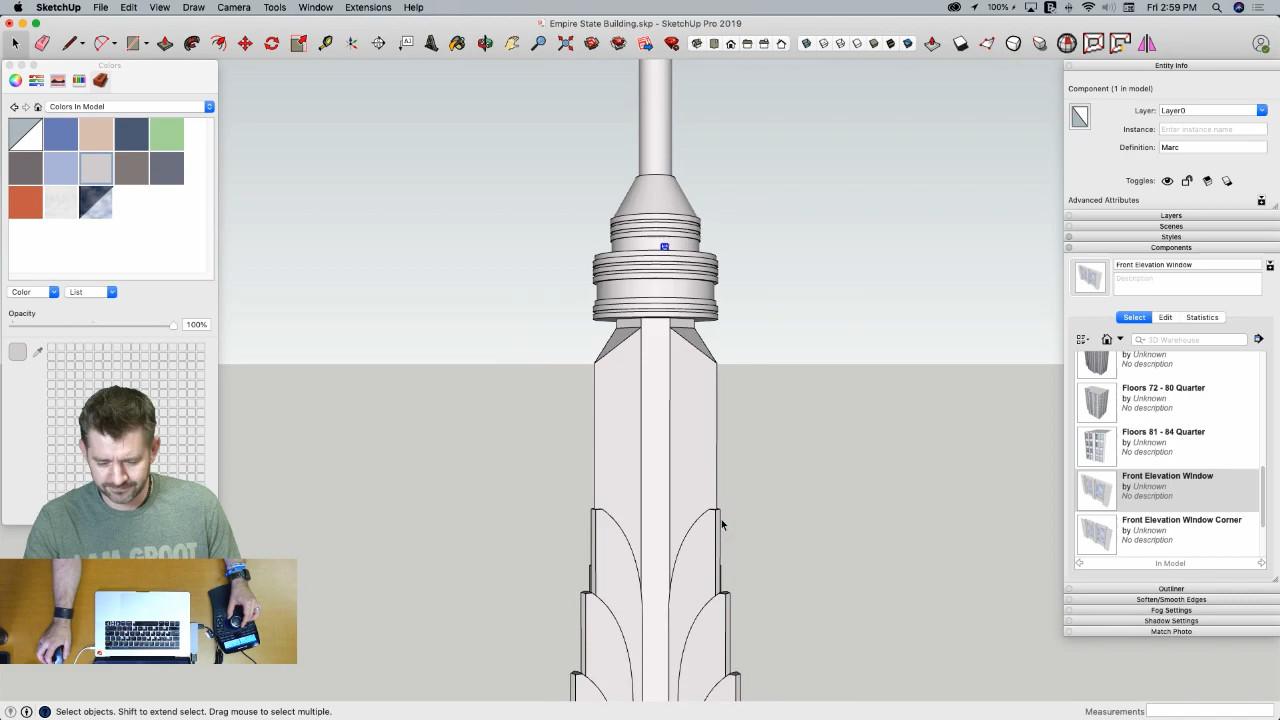 SketchUp File Edit View Draw Camera Tools Window Extensions Help
100% Fri 2:59 PM
Empire State Building.skp - SketchUp Pro 2019
Colors
Colors In Model
Color List
Opacity
100%
AM GROOT
Entity Info
Component (1 in model)
Layer: Layer0
Instance: Enter instance name
Definition: Marc
Toggles:
Advanced Attributes
Layers
Scenes
Styles
Components
Front Elevation Window
Description
Select Edit Statistics
3D Warehouse
by Unknown
No description
Floors 72 - 80 Quarter
by Unknown
No description
Floors 81 - 84 Quarter
by Unknown
No description
Front Elevation Window
by Unknown
No description
Front Elevation Window Corner
by Unknown
No description
In Model
Outliner
Soften/Smooth Edges
Fog Settings
Shadow Settings
Match Photo
Select objects. Shift to extend select. Drag mouse to select multiple.
Measurements